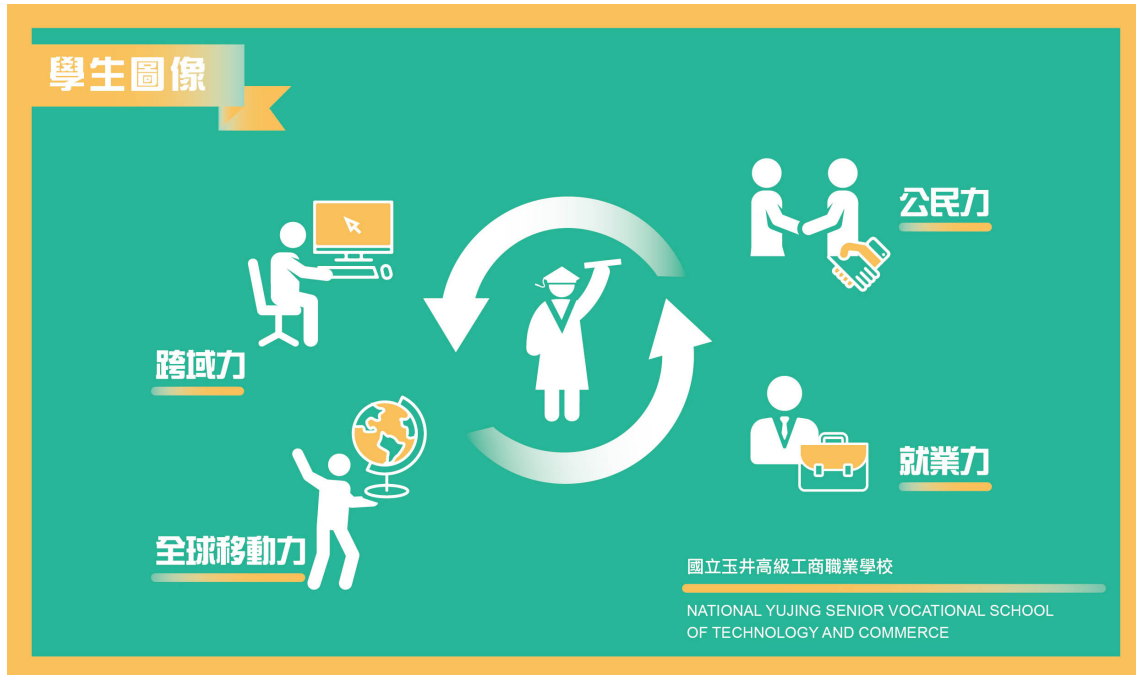 學生圖像
公民力
跨域力
就業力
全球移動力
國立玉井高級工商職業學校
NATIONAL YUJING SENIOR VOCATIONAL SCHOOL
OF TECHNOLOGY AND COMMERCE